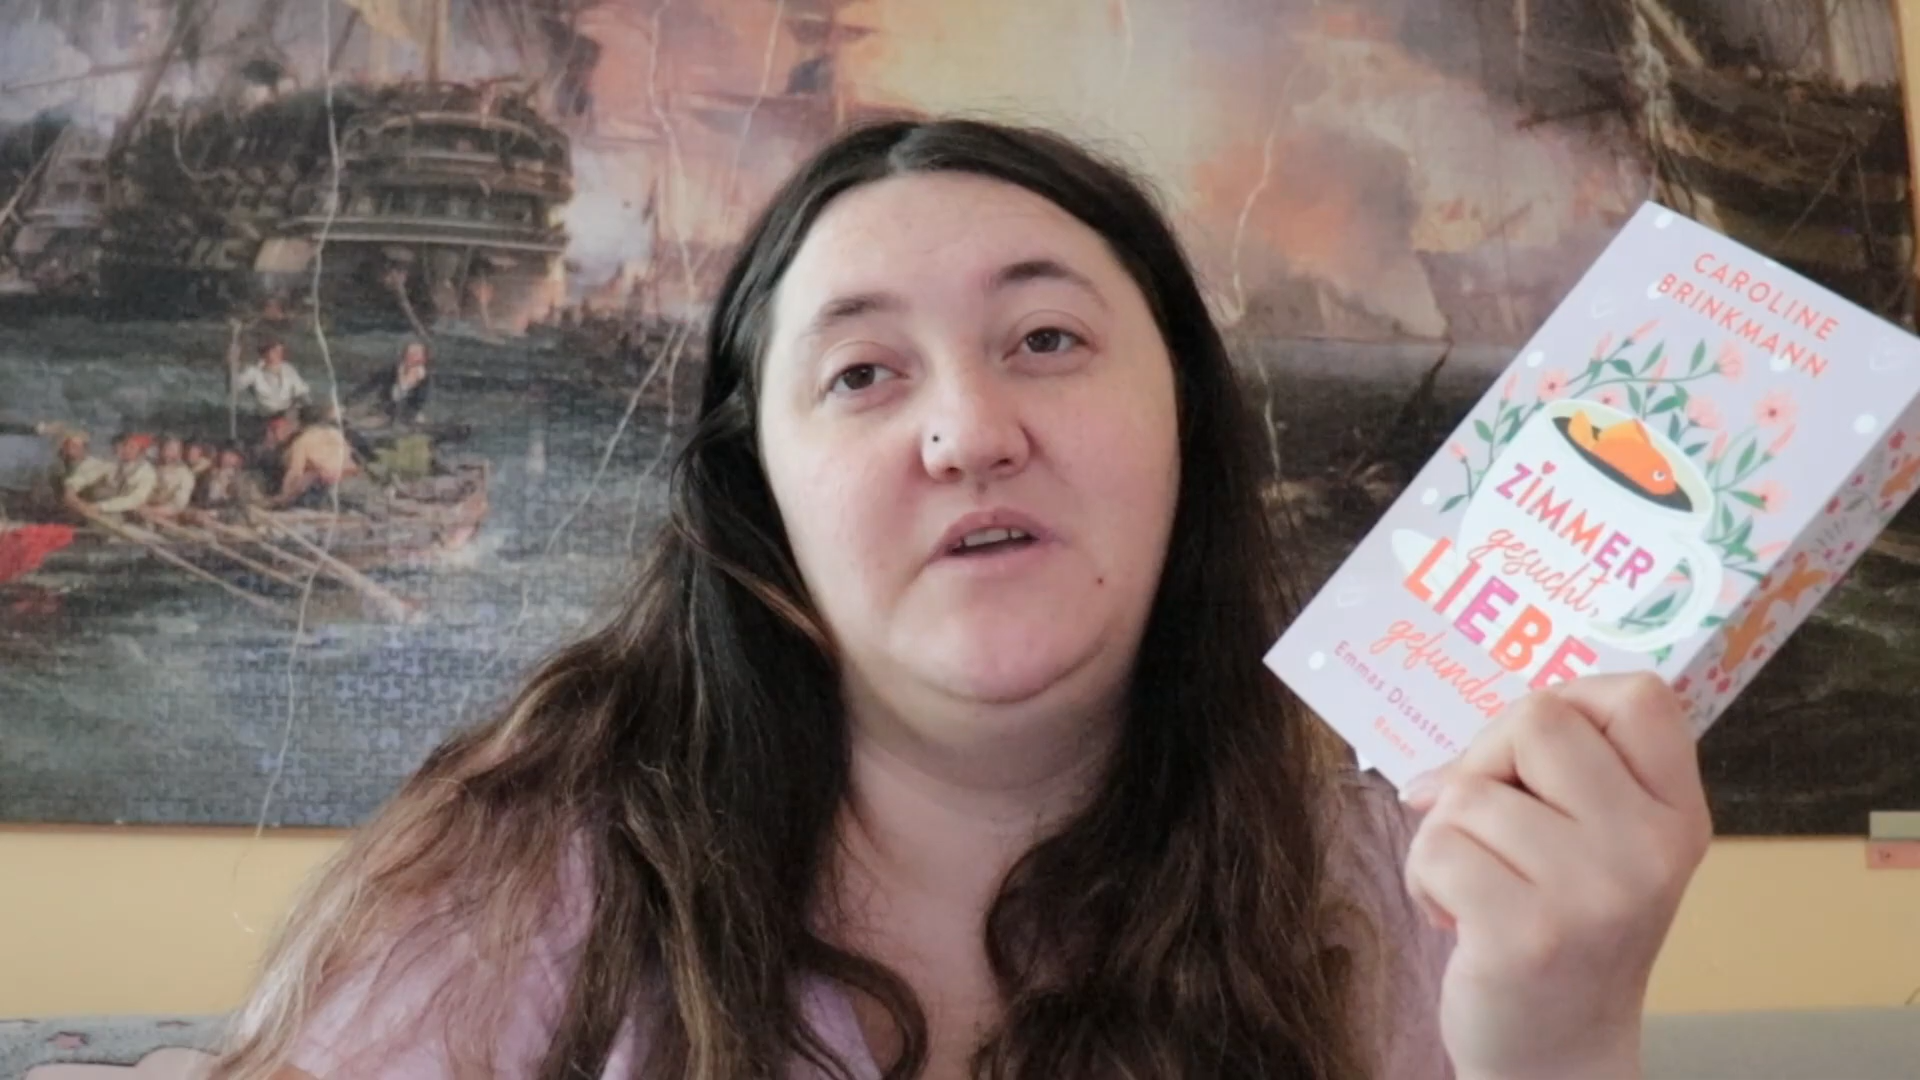 CAROLINE
BRINKMANN
ZIMMER
gesucht,
LIEBE
gefunden
Emmas Disaster-
Roman